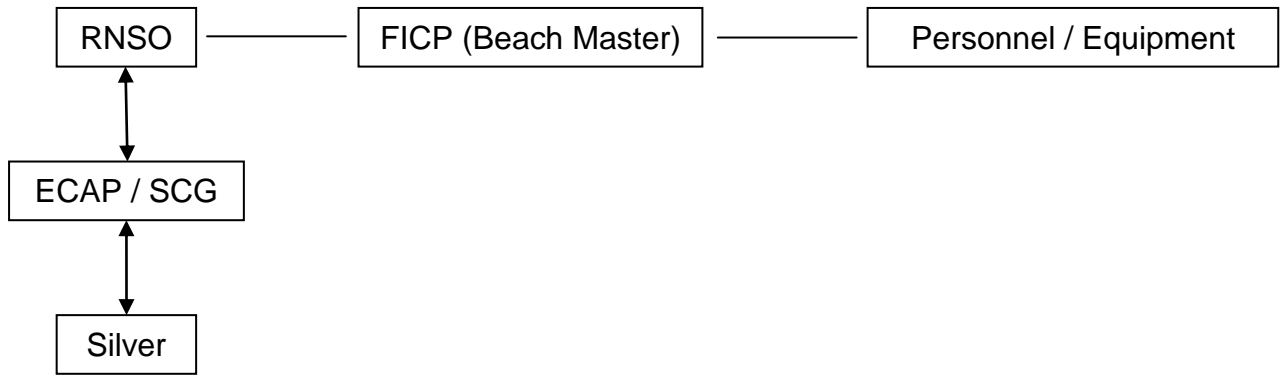 RNSO
FICP (Beach Master)
Personnel / Equipment
ECAP / SCG
Silver